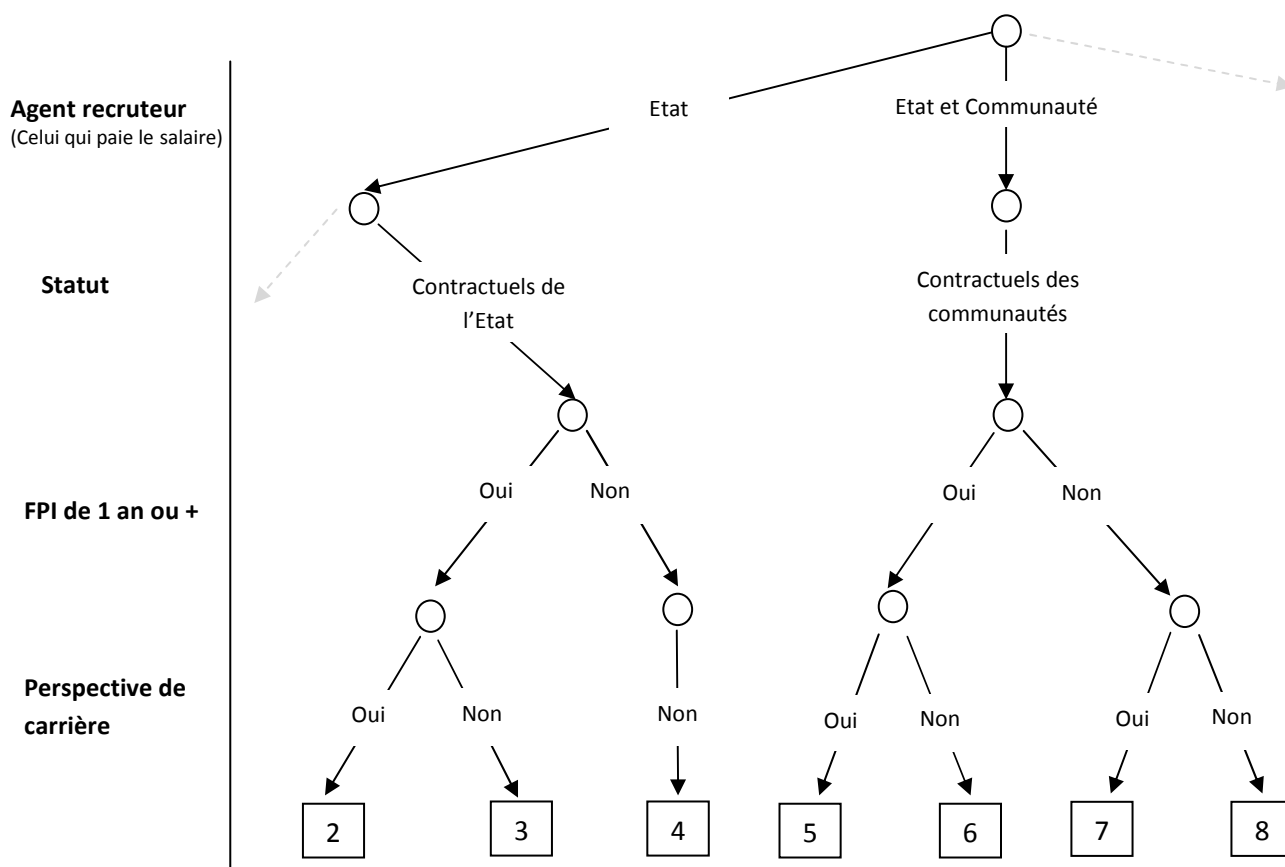 Agent recruteur
(Celui qui paie le salaire)
Etat
Etat et Communauté
Statut
Contractuels de
l’Etat
Contractuels des
communautés
FPI de 1 an ou +
Oui
Non
Oui
Non
Perspective de
carrière
Oui
Non
Non
Oui
Non
Oui
Non
2
3
4
5
6
7
8